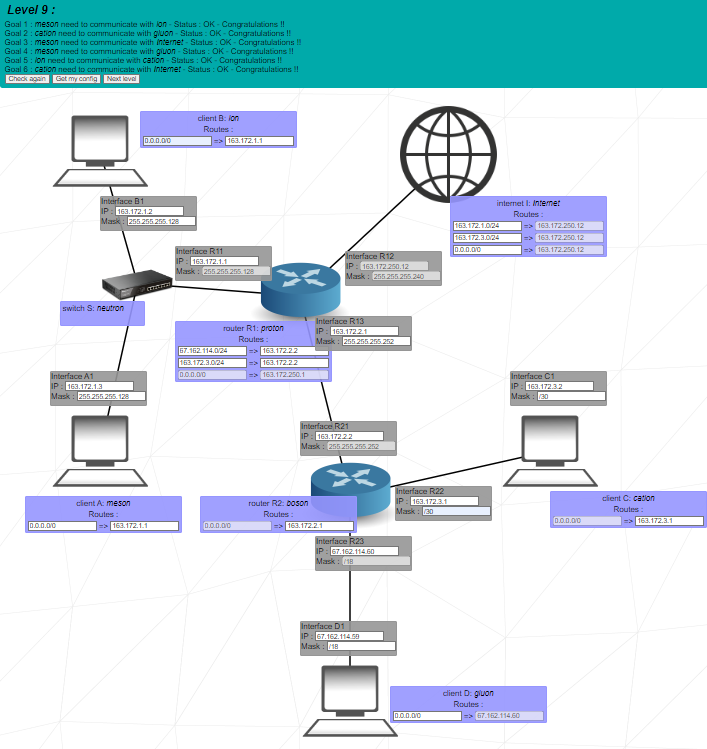 Level 9 :
Goal 1 : meson need to communicate with ion - Status : OK - Congratulations !!
Goal 2 : cation need to communicate with gluon - Status : OK - Congratulations !!
Goal 3 : meson need to communicate with internet - Status : OK - Congratulations !!
Goal 4 : meson need to communicate with gluon - Status : OK - Congratulations !!
Goal 5 : ion need to communicate with cation - Status : OK - Congratulations !!
Goal 6 : cation need to communicate with internet - Status : OK - Congratulations !!
Check again Get my config Next level
client B: ion
Routes :
0.0.0.0/0 => 163.172.1.1
Interface B1
IP : 163.172.1.2
Mask : 255.255.255.128
internet I: Internet
Routes :
163.172.1.0/24 => 163.172.250.12
163.172.3.0/24 => 163.172.250.12
0.0.0.0/0 => 163.172.250.12
Interface R11
IP : 163.172.1.1
Mask : 255.255.255.128
Interface R12
IP : 163.172.250.12
Mask : 255.255.255.240
switch S: neutron
router R1: proton
Routes :
67.162.114.0/24 => 163.172.2.2
163.172.3.0/24 => 163.172.2.2
0.0.0.0/0 => 163.172.250.1
Interface R13
IP : 163.172.2.1
Mask : 255.255.255.252
Interface A1
IP : 163.172.1.3
Mask : 255.255.255.128
Interface C1
IP : 163.172.3.2
Mask : /30
Interface R21
IP : 163.172.2.2
Mask : 255.255.255.252
client A: meson
Routes :
0.0.0.0/0 => 163.172.1.1
router R2: boson
Routes :
0.0.0.0/0 => 163.172.2.1
Interface R22
IP : 163.172.3.1
Mask : /30
client C: cation
Routes :
0.0.0.0/0 => 163.172.3.1
Interface R23
IP : 67.162.114.60
Mask : /18
Interface D1
IP : 67.162.114.59
Mask : /18
client D: gluon
Routes :
0.0.0.0/0 => 67.162.114.60